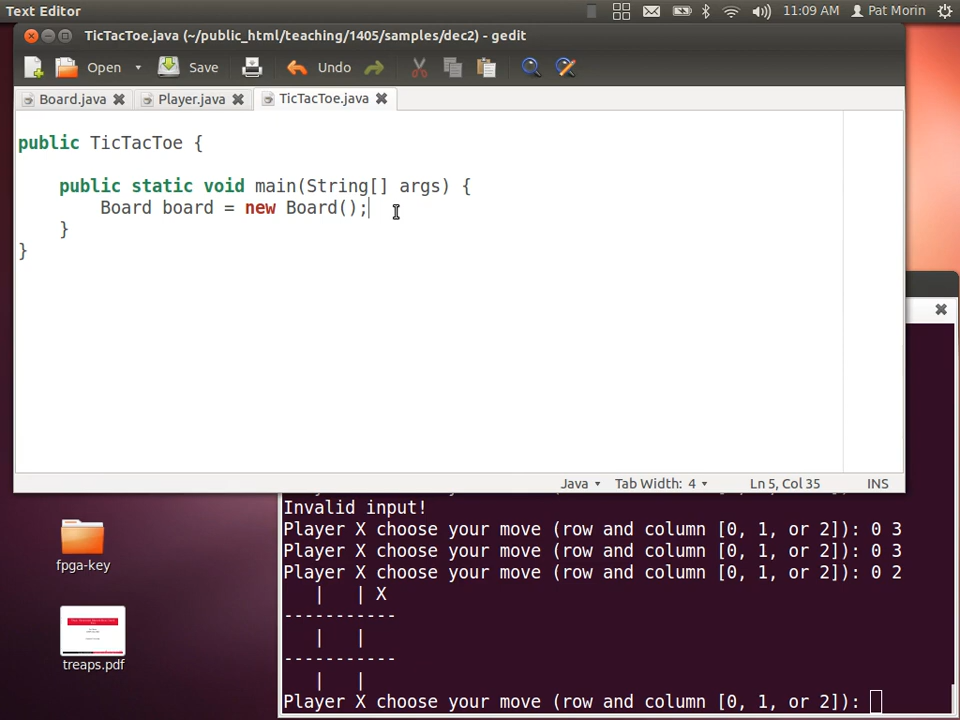 Text Editor
11:09 AM
Pat Morin
TicTacToe.java (~/public_html/teaching/1405/samples/dec2) - gedit
Open
Save
Undo
Board.java
Player.java
TicTacToe.java
public TicTacToe {
public static void main(String[] args) {
Board board = new Board();
}
}
Java
Tab Width: 4
Ln 5, Col 35
INS
Invalid input!
Player X choose your move (row and column [0, 1, or 2]): 0 3
Player X choose your move (row and column [0, 1, or 2]): 0 3
Player X choose your move (row and column [0, 1, or 2]): 0 2
| | X
-----------
| |
-----------
| |
Player X choose your move (row and column [0, 1, or 2]):
fpga-key
treaps.pdf